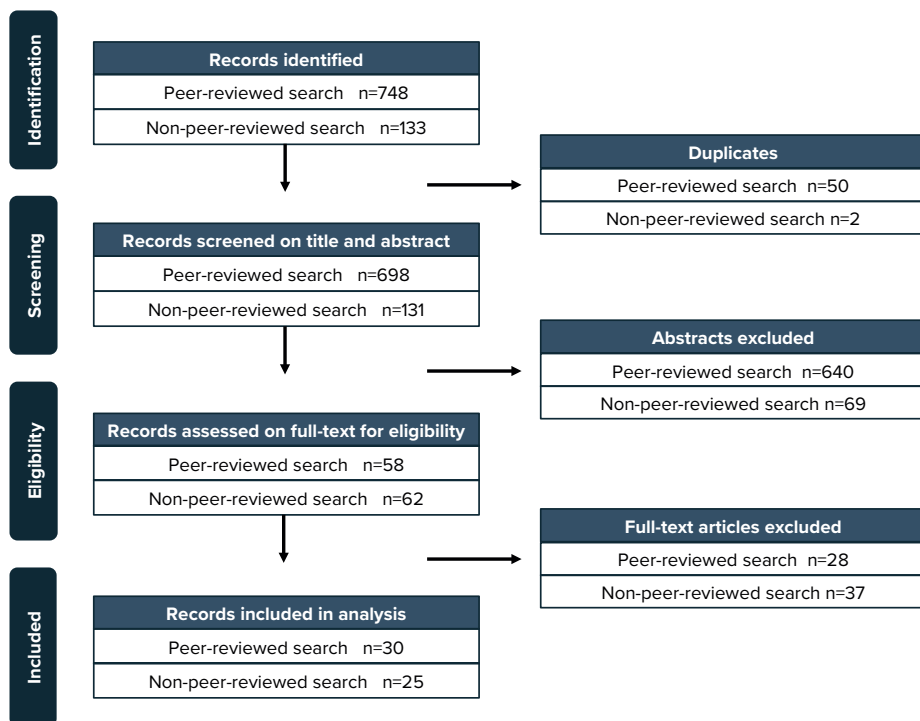 Identification
Records identified
Peer-reviewed search n=748
Non-peer-reviewed search n=133
Duplicates
Peer-reviewed search n=50
Non-peer-reviewed search n=2
Screening
Records screened on title and abstract
Peer-reviewed search n=698
Non-peer-reviewed search n=131
Abstracts excluded
Peer-reviewed search n=640
Non-peer-reviewed search n=69
Eligibility
Records assessed on full-text for eligibility
Peer-reviewed search n=58
Non-peer-reviewed search n=62
Full-text articles excluded
Peer-reviewed search n=28
Non-peer-reviewed search n=37
Included
Records included in analysis
Peer-reviewed search n=30
Non-peer-reviewed search n=25